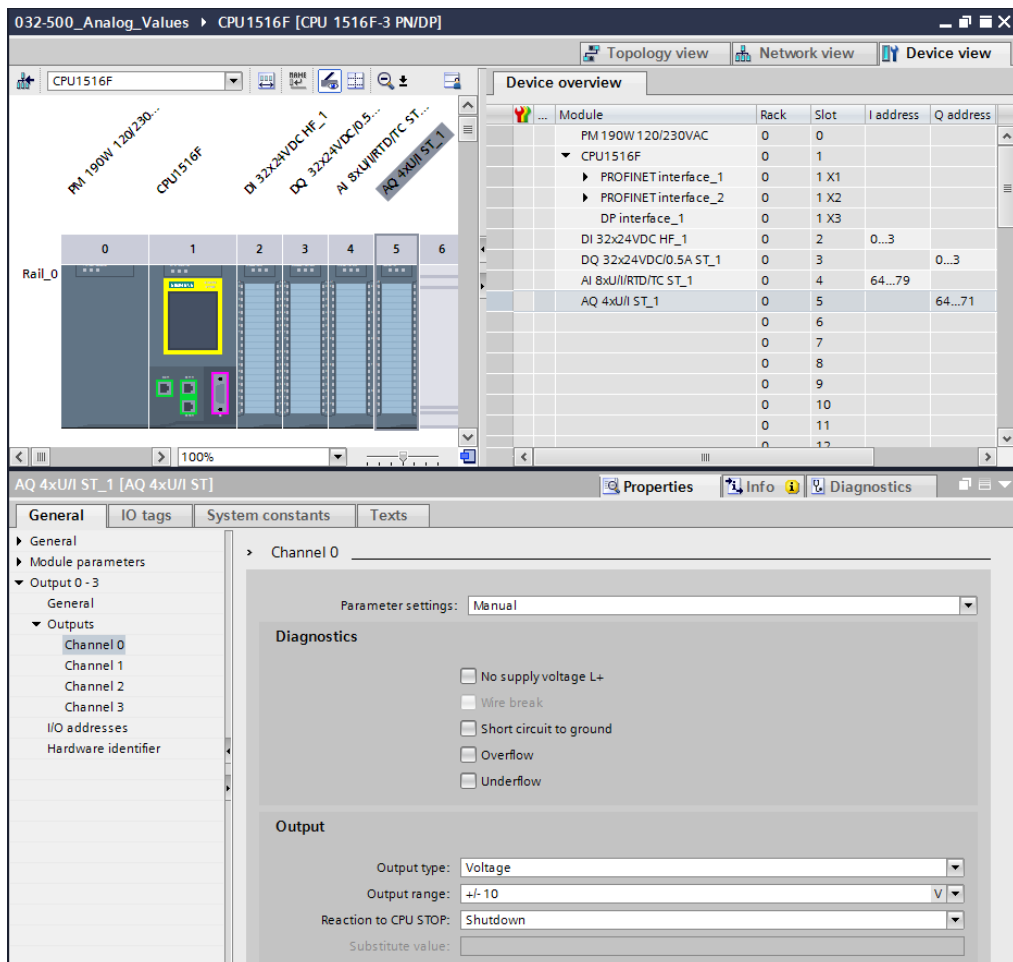 032-500_Analog_Values ▸ CPU1516F [CPU 1516F-3 PN/DP]
Topology view Network view Device view
CPU1516F
Device overview
PM 190W 120/230... CPU1516F DI 32x24VDC HF_1 DQ 32x24VDC/0.5... AI 8xU/I/RTD/TC ST... AQ 4xU/I ST_1
0 1 2 3 4 5 6
Rail_0
SIEMENS
100%
... Module Rack Slot I address Q address
PM 190W 120/230VAC 0 0
CPU1516F 0 1
PROFINET interface_1 0 1 X1
PROFINET interface_2 0 1 X2
DP interface_1 0 1 X3
DI 32x24VDC HF_1 0 2 0...3
DQ 32x24VDC/0.5A ST_1 0 3 0...3
AI 8xU/I/RTD/TC ST_1 0 4 64...79
AQ 4xU/I ST_1 0 5 64...71
0 6
0 7
0 8
0 9
0 10
0 11
0 12
AQ 4xU/I ST_1 [AQ 4xU/I ST]
Properties Info Diagnostics
General IO tags System constants Texts
General
Module parameters
Output 0 - 3
General
Outputs
Channel 0
Channel 1
Channel 2
Channel 3
I/O addresses
Hardware identifier
Channel 0
Parameter settings: Manual
Diagnostics
No supply voltage L+
Wire break
Short circuit to ground
Overflow
Underflow
Output
Output type: Voltage
Output range: +/- 10 V
Reaction to CPU STOP: Shutdown
Substitute value: